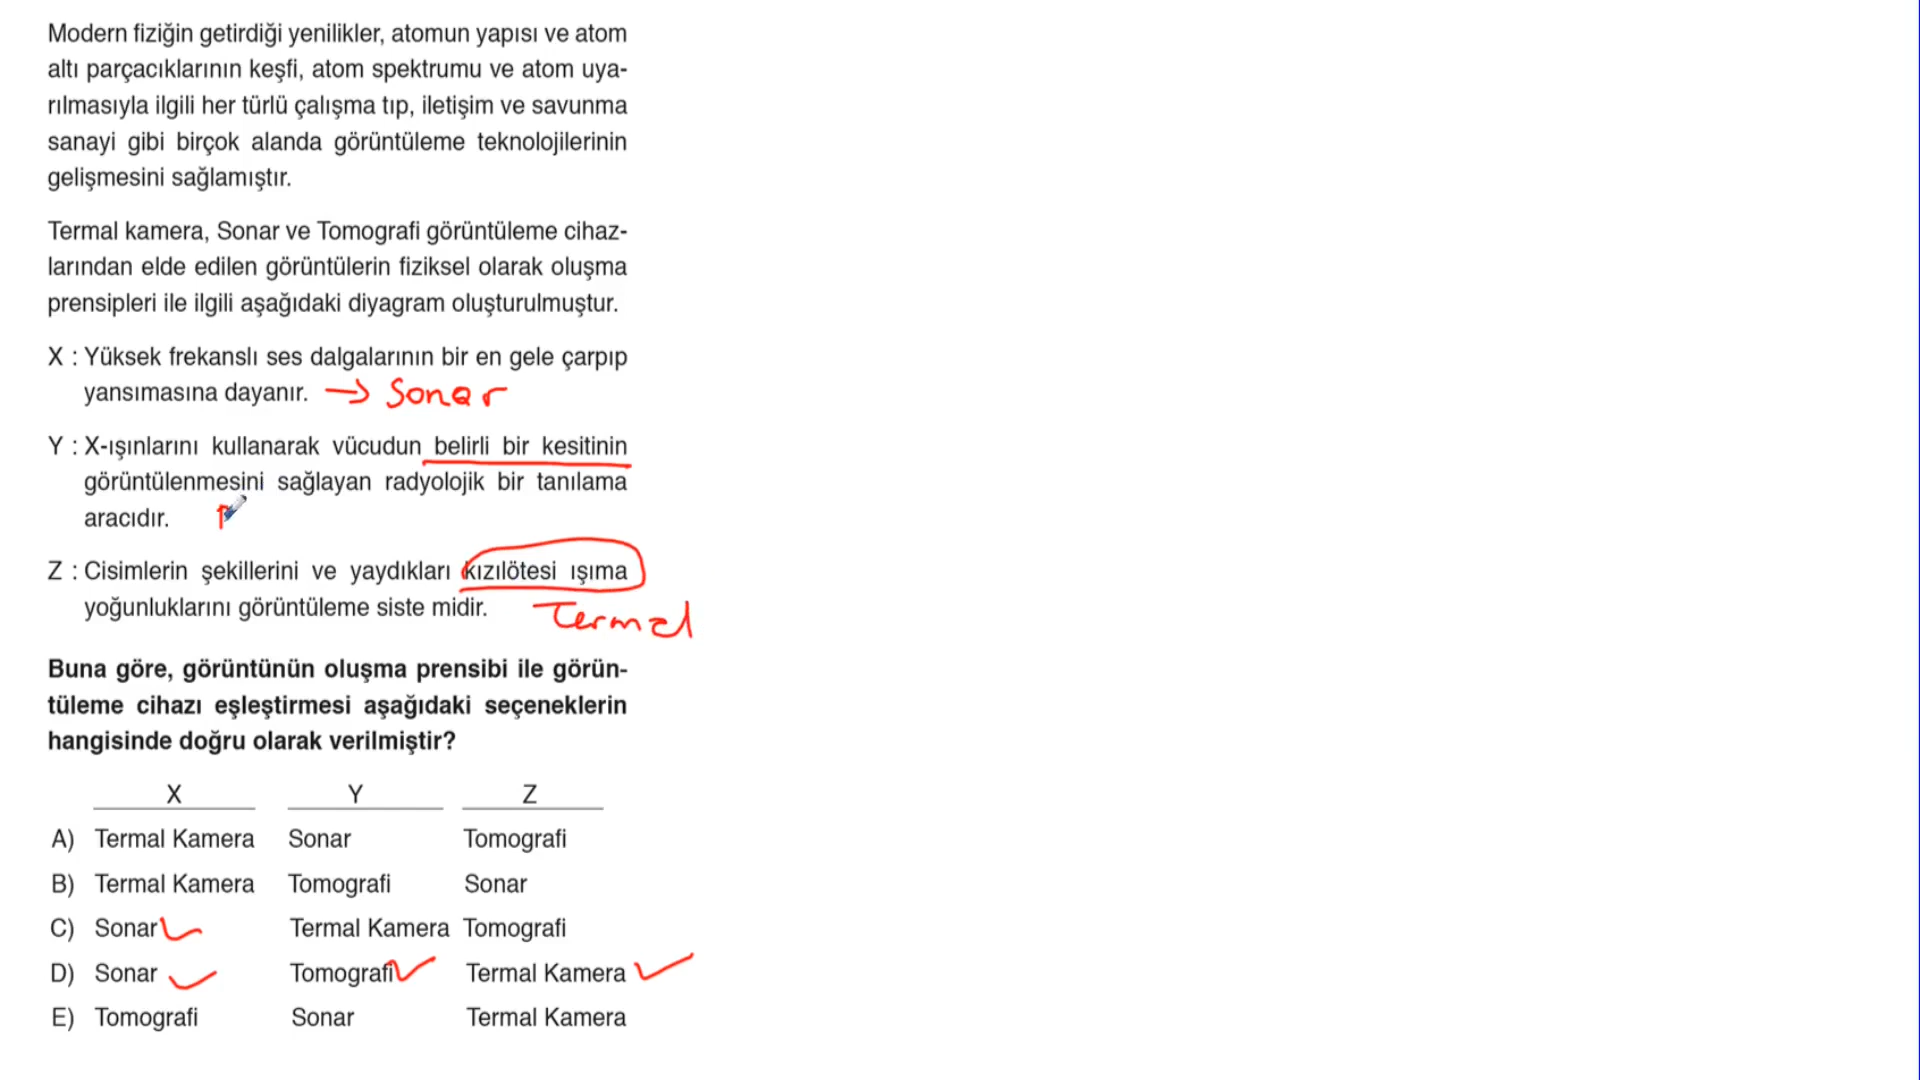 Modern fiziğin getirdiği yenilikler, atomun yapısı ve atom
altı parçacıklarının keşfi, atom spektrumu ve atom uya-
rılmasıyla ilgili her türlü çalışma tıp, iletişim ve savunma
sanayi gibi birçok alanda görüntüleme teknolojilerinin
gelişmesini sağlamıştır.
Termal kamera, Sonar ve Tomografi görüntüleme cihaz-
larından elde edilen görüntülerin fiziksel olarak oluşma
prensipleri ile ilgili aşağıdaki diyagram oluşturulmuştur.
X : Yüksek frekanslı ses dalgalarının bir en gele çarpıp
yansımasına dayanır. → Sonar
Y : X-ışınlarını kullanarak vücudun belirli bir kesitinin
görüntülenmesini sağlayan radyolojik bir tanılama
aracıdır.
Z : Cisimlerin şekillerini ve yaydıkları kızılötesi ışıma
yoğunluklarını görüntüleme siste midir. Termal
Buna göre, görüntünün oluşma prensibi ile görün-
tüleme cihazı eşleştirmesi aşağıdaki seçeneklerin
hangisinde doğru olarak verilmiştir?
X Y Z
A) Termal Kamera Sonar Tomografi
B) Termal Kamera Tomografi Sonar
C) Sonar Termal Kamera Tomografi
D) Sonar Tomografi Termal Kamera
E) Tomografi Sonar Termal Kamera